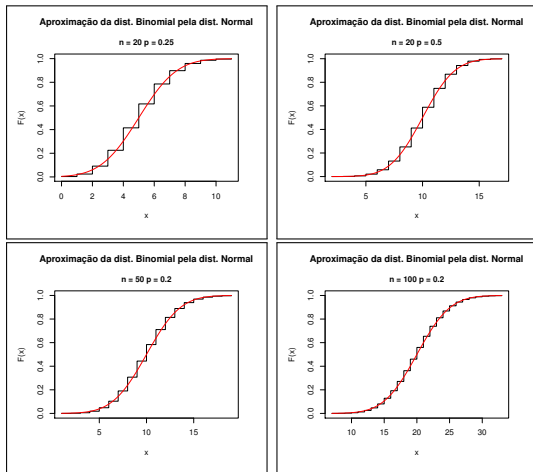 Aproximação da dist. Binomial pela dist. Normal
n = 20 p = 0.25
F(x)
0.0 0.2 0.4 0.6 0.8 1.0
0 2 4 6 8 10
x
Aproximação da dist. Binomial pela dist. Normal
n = 20 p = 0.5
F(x)
0.0 0.2 0.4 0.6 0.8 1.0
5 10 15
x
Aproximação da dist. Binomial pela dist. Normal
n = 50 p = 0.2
F(x)
0.0 0.2 0.4 0.6 0.8 1.0
5 10 15
x
Aproximação da dist. Binomial pela dist. Normal
n = 100 p = 0.2
F(x)
0.0 0.2 0.4 0.6 0.8 1.0
10 15 20 25 30
x